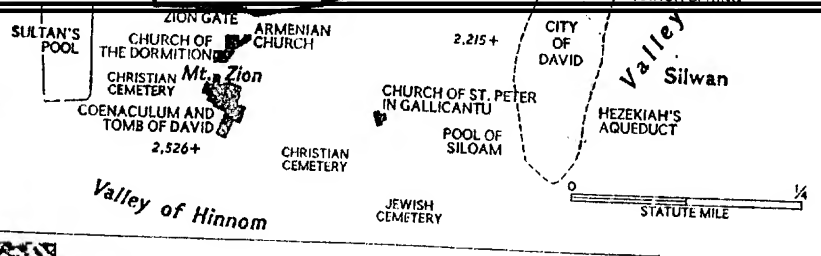 ZION GATE
SULTAN'S
POOL
CHURCH OF
THE DORMITION
ARMENIAN
CHURCH
2,215+
CITY
OF
DAVID
Valley
Silwan
CHRISTIAN
CEMETERY
Mt. Zion
COENACULUM AND
TOMB OF DAVID
2,526+
CHURCH OF ST. PETER
IN GALLICANTU
HEZEKIAH'S
AQUEDUCT
POOL OF
SILOAM
CHRISTIAN
CEMETERY
Valley of Hinnom
JEWISH
CEMETERY
0
1/4
STATUTE MILE